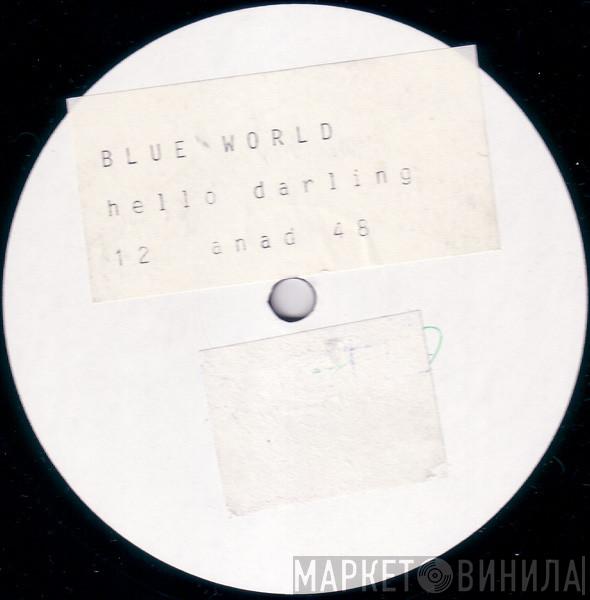 BLUE WORLD
hello darling
12 anad 48
МАРКЕТ ВИНИЛА